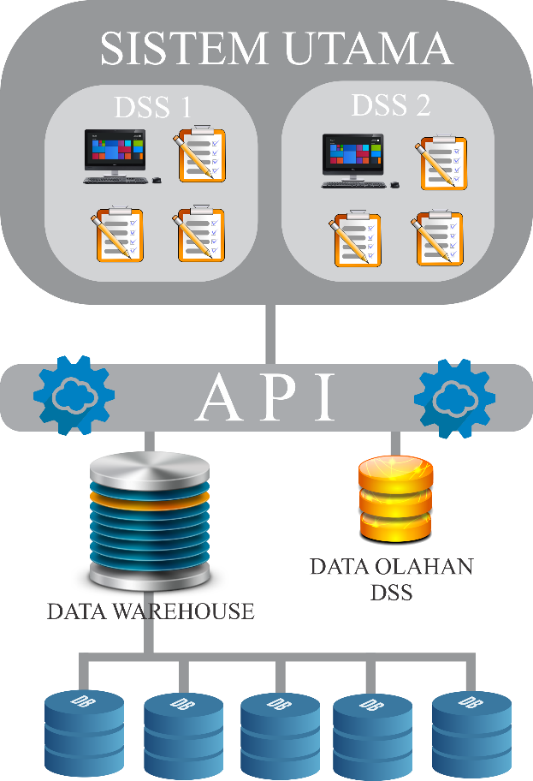 SISTEM UTAMA
DSS 1
DSS 2
API
DATA WAREHOUSE
DATA OLAHAN
DSS
DB
DB
DB
DB
DB